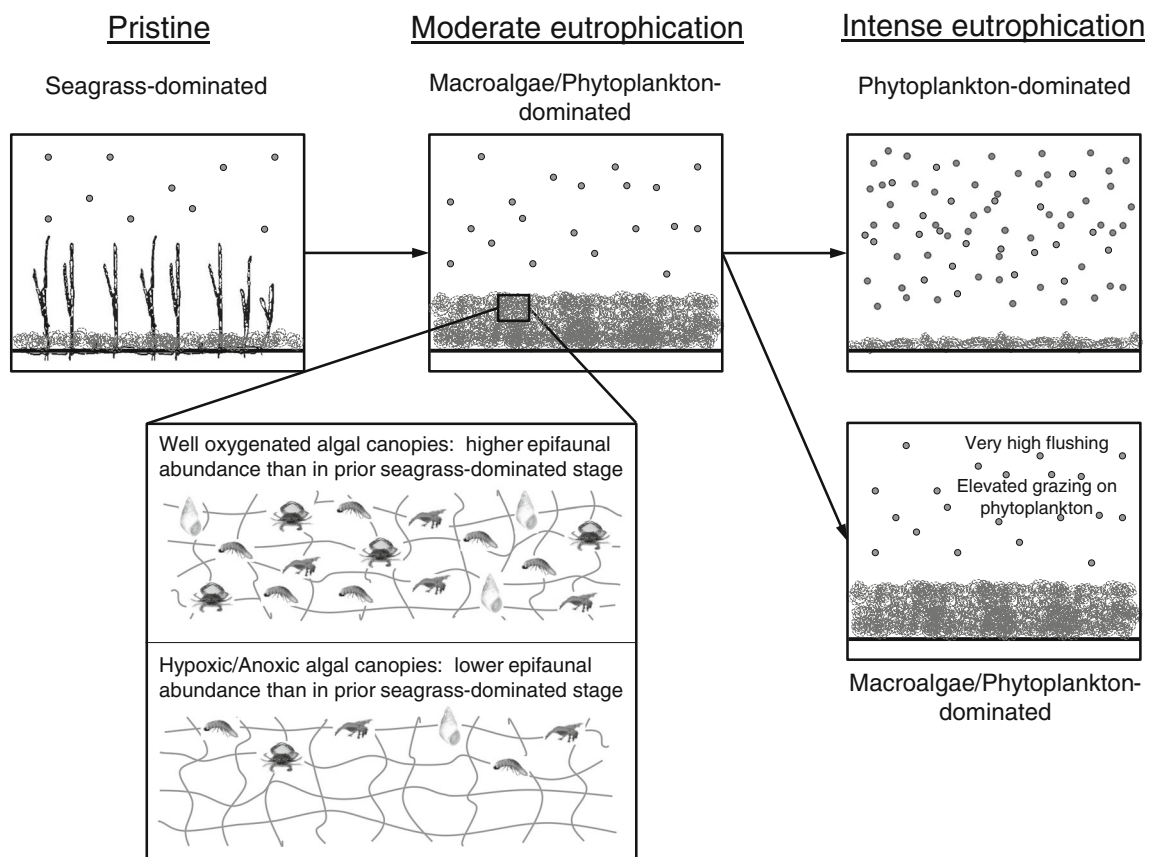 Pristine
Moderate eutrophication
Intense eutrophication
Seagrass-dominated
Macroalgae/Phytoplankton-
dominated
Phytoplankton-dominated
Well oxygenated algal canopies: higher epifaunal
abundance than in prior seagrass-dominated stage
Hypoxic/Anoxic algal canopies: lower epifaunal
abundance than in prior seagrass-dominated stage
Very high flushing
Elevated grazing on
phytoplankton
Macroalgae/Phytoplankton-
dominated